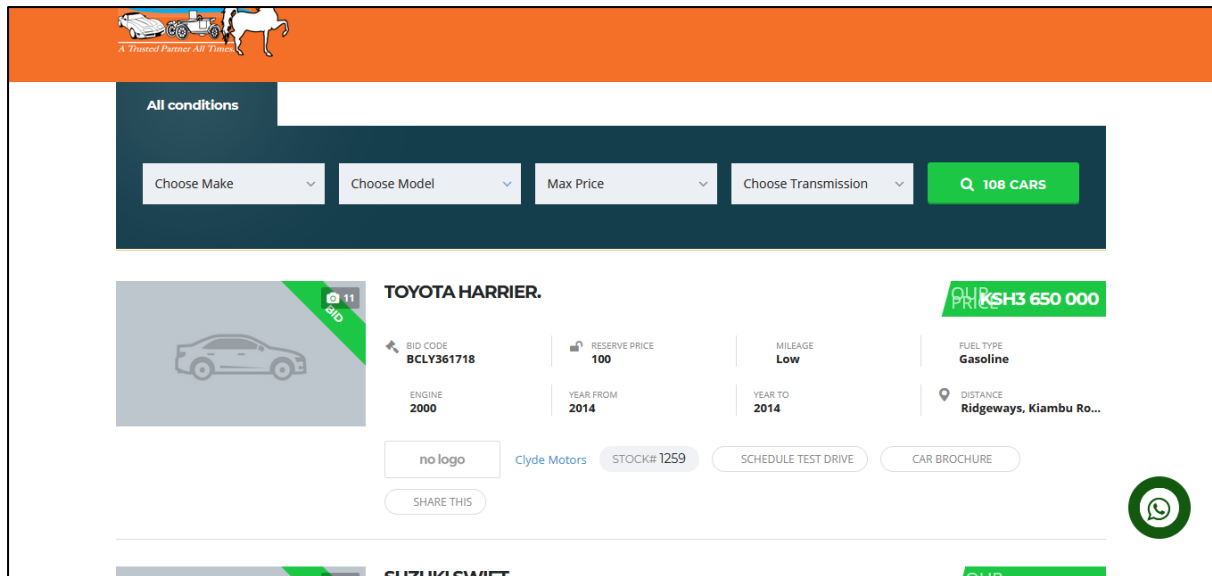 A Trusted Partner All Times.
All conditions
Choose Make
Choose Model
Max Price
Choose Transmission
108 CARS
11
BID
TOYOTA HARRIER.
OUR PRICE
KSH3 650 000
BID CODE
BCLY361718
RESERVE PRICE
100
MILEAGE
Low
FUEL TYPE
Gasoline
ENGINE
2000
YEAR FROM
2014
YEAR TO
2014
DISTANCE
Ridgeways, Kiambu Ro...
no logo
Clyde Motors
STOCK# 1259
SCHEDULE TEST DRIVE
CAR BROCHURE
SHARE THIS
SUZUKI SWIFT
OUR